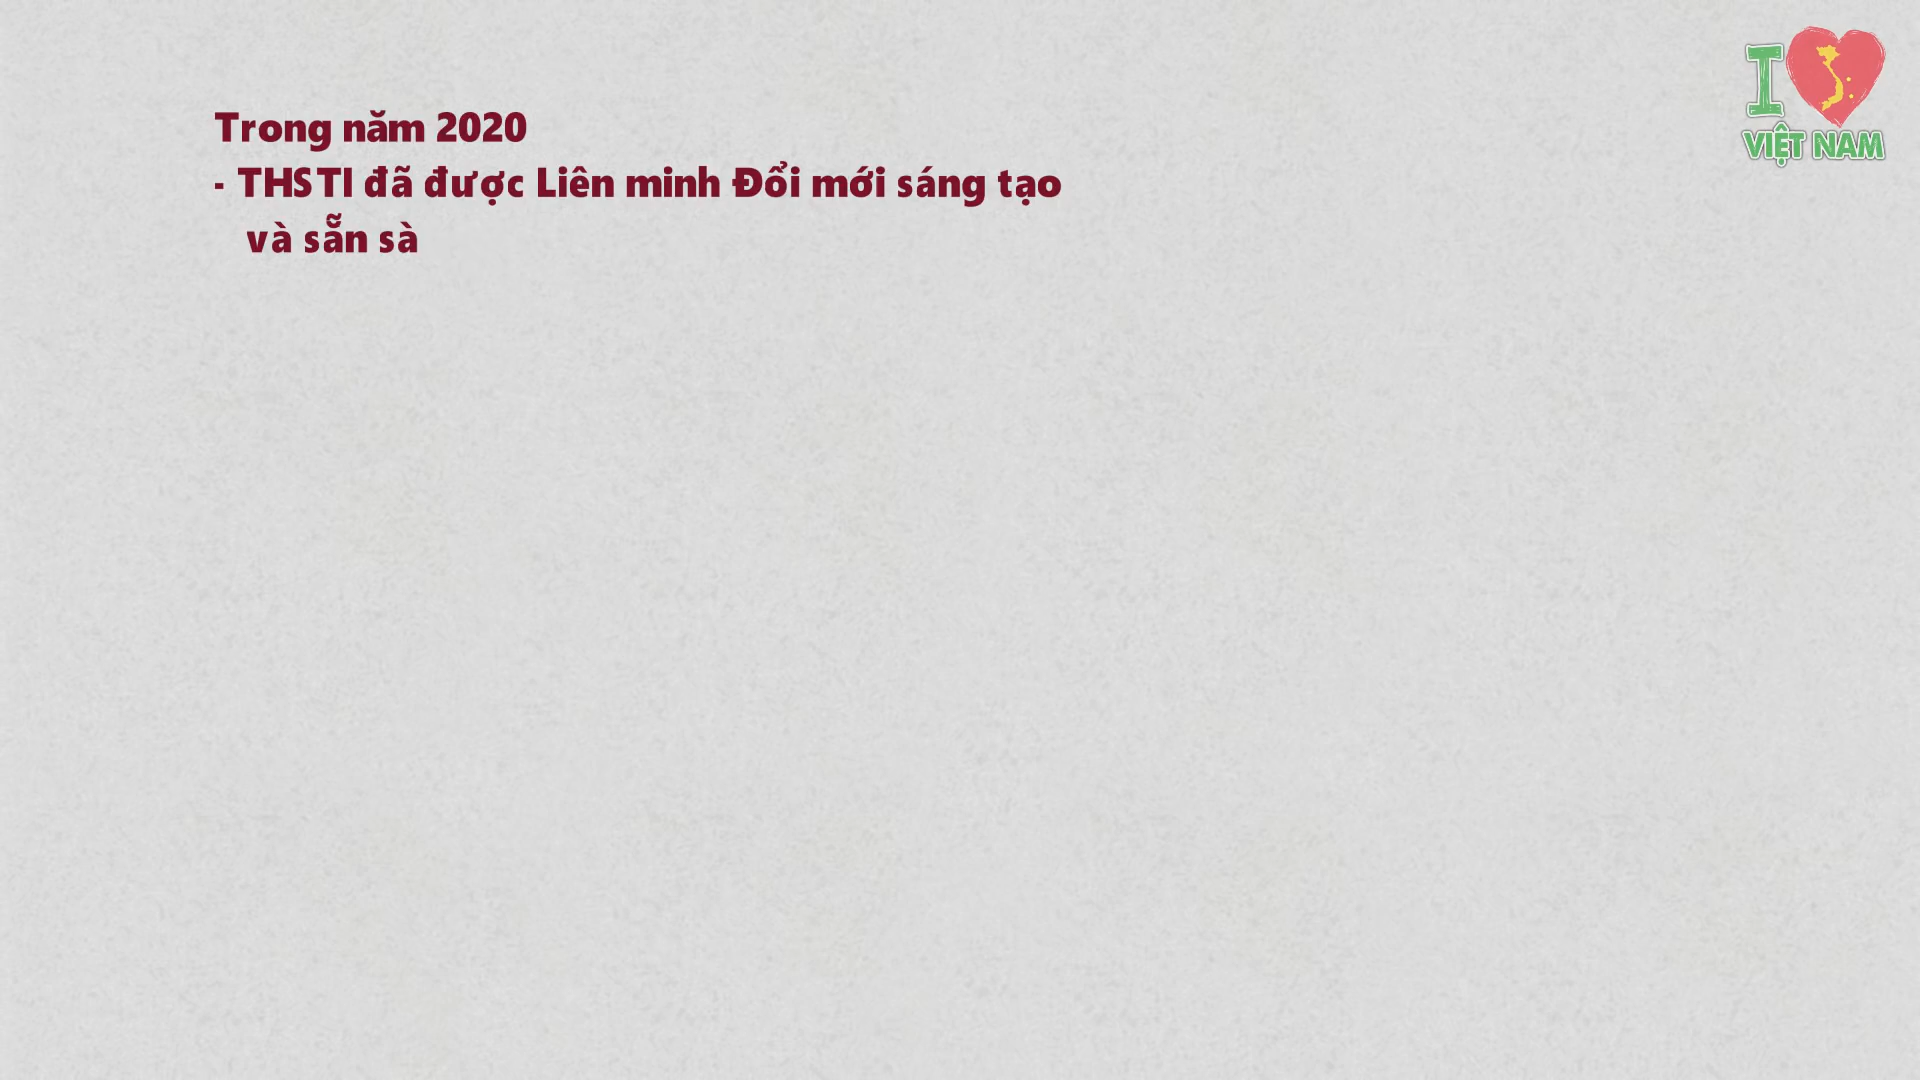 Trong năm 2020
- THSTI đã được Liên minh Đổi mới sáng tạo
và sẵn sà
I
VIỆT NAM